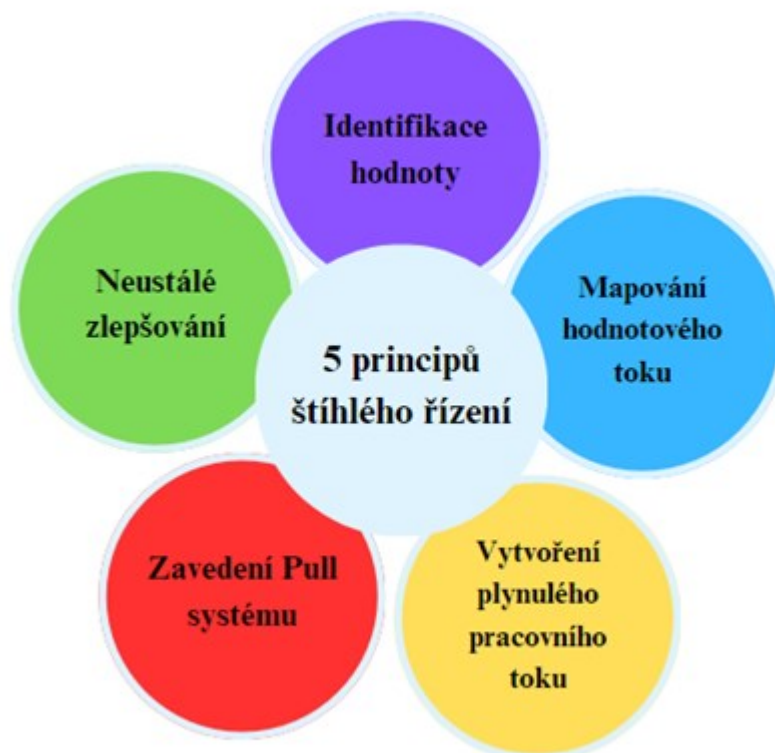 Identifikace
hodnoty
Mapování
hodnotového
toku
Vytvoření
plynulého
pracovního
toku
Zavedení Pull
systému
Neustálé
zlepšování
5 principů
štíhlého řízení